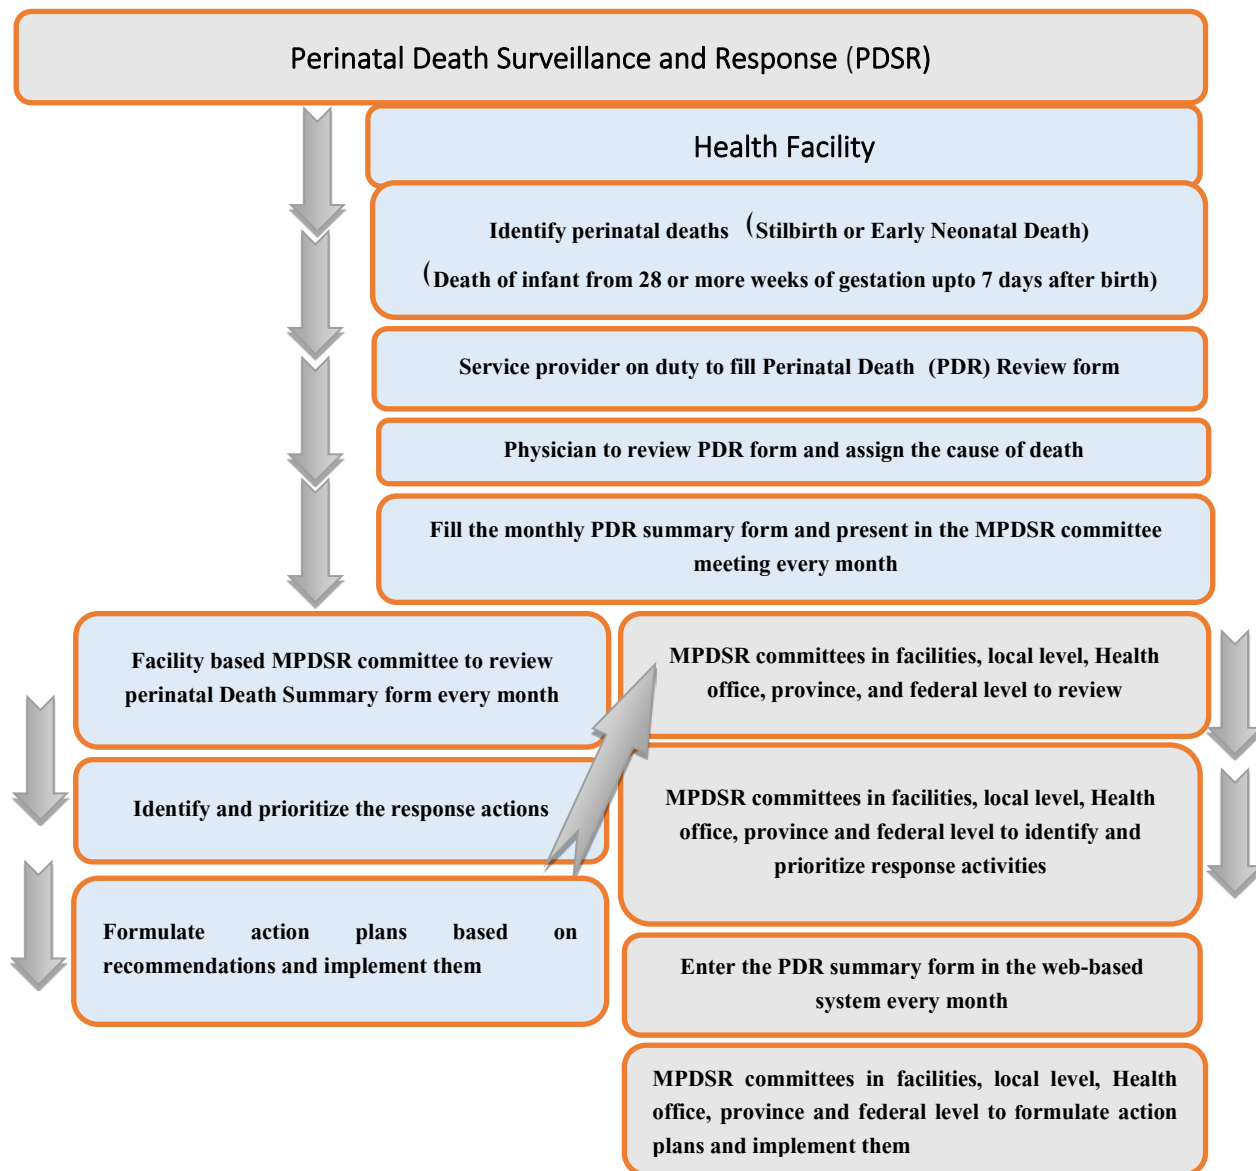 Perinatal Death Surveillance and Response (PDSR)
Health Facility
Identify perinatal deaths (Stilbirth or Early Neonatal Death)
(Death of infant from 28 or more weeks of gestation upto 7 days after birth)
Service provider on duty to fill Perinatal Death (PDR) Review form
Physician to review PDR form and assign the cause of death
Fill the monthly PDR summary form and present in the MPDSR committee
meeting every month
Facility based MPDSR committee to review
perinatal Death Summary form every month
Identify and prioritize the response actions
Formulate action plans based on
recommendations and implement them
MPDSR committees in facilities, local level, Health
office, province, and federal level to review
MPDSR committees in facilities, local level, Health
office, province and federal level to identify and
prioritize response activities
Enter the PDR summary form in the web-based
system every month
MPDSR committees in facilities, local level, Health
office, province and federal level to formulate action
plans and implement them